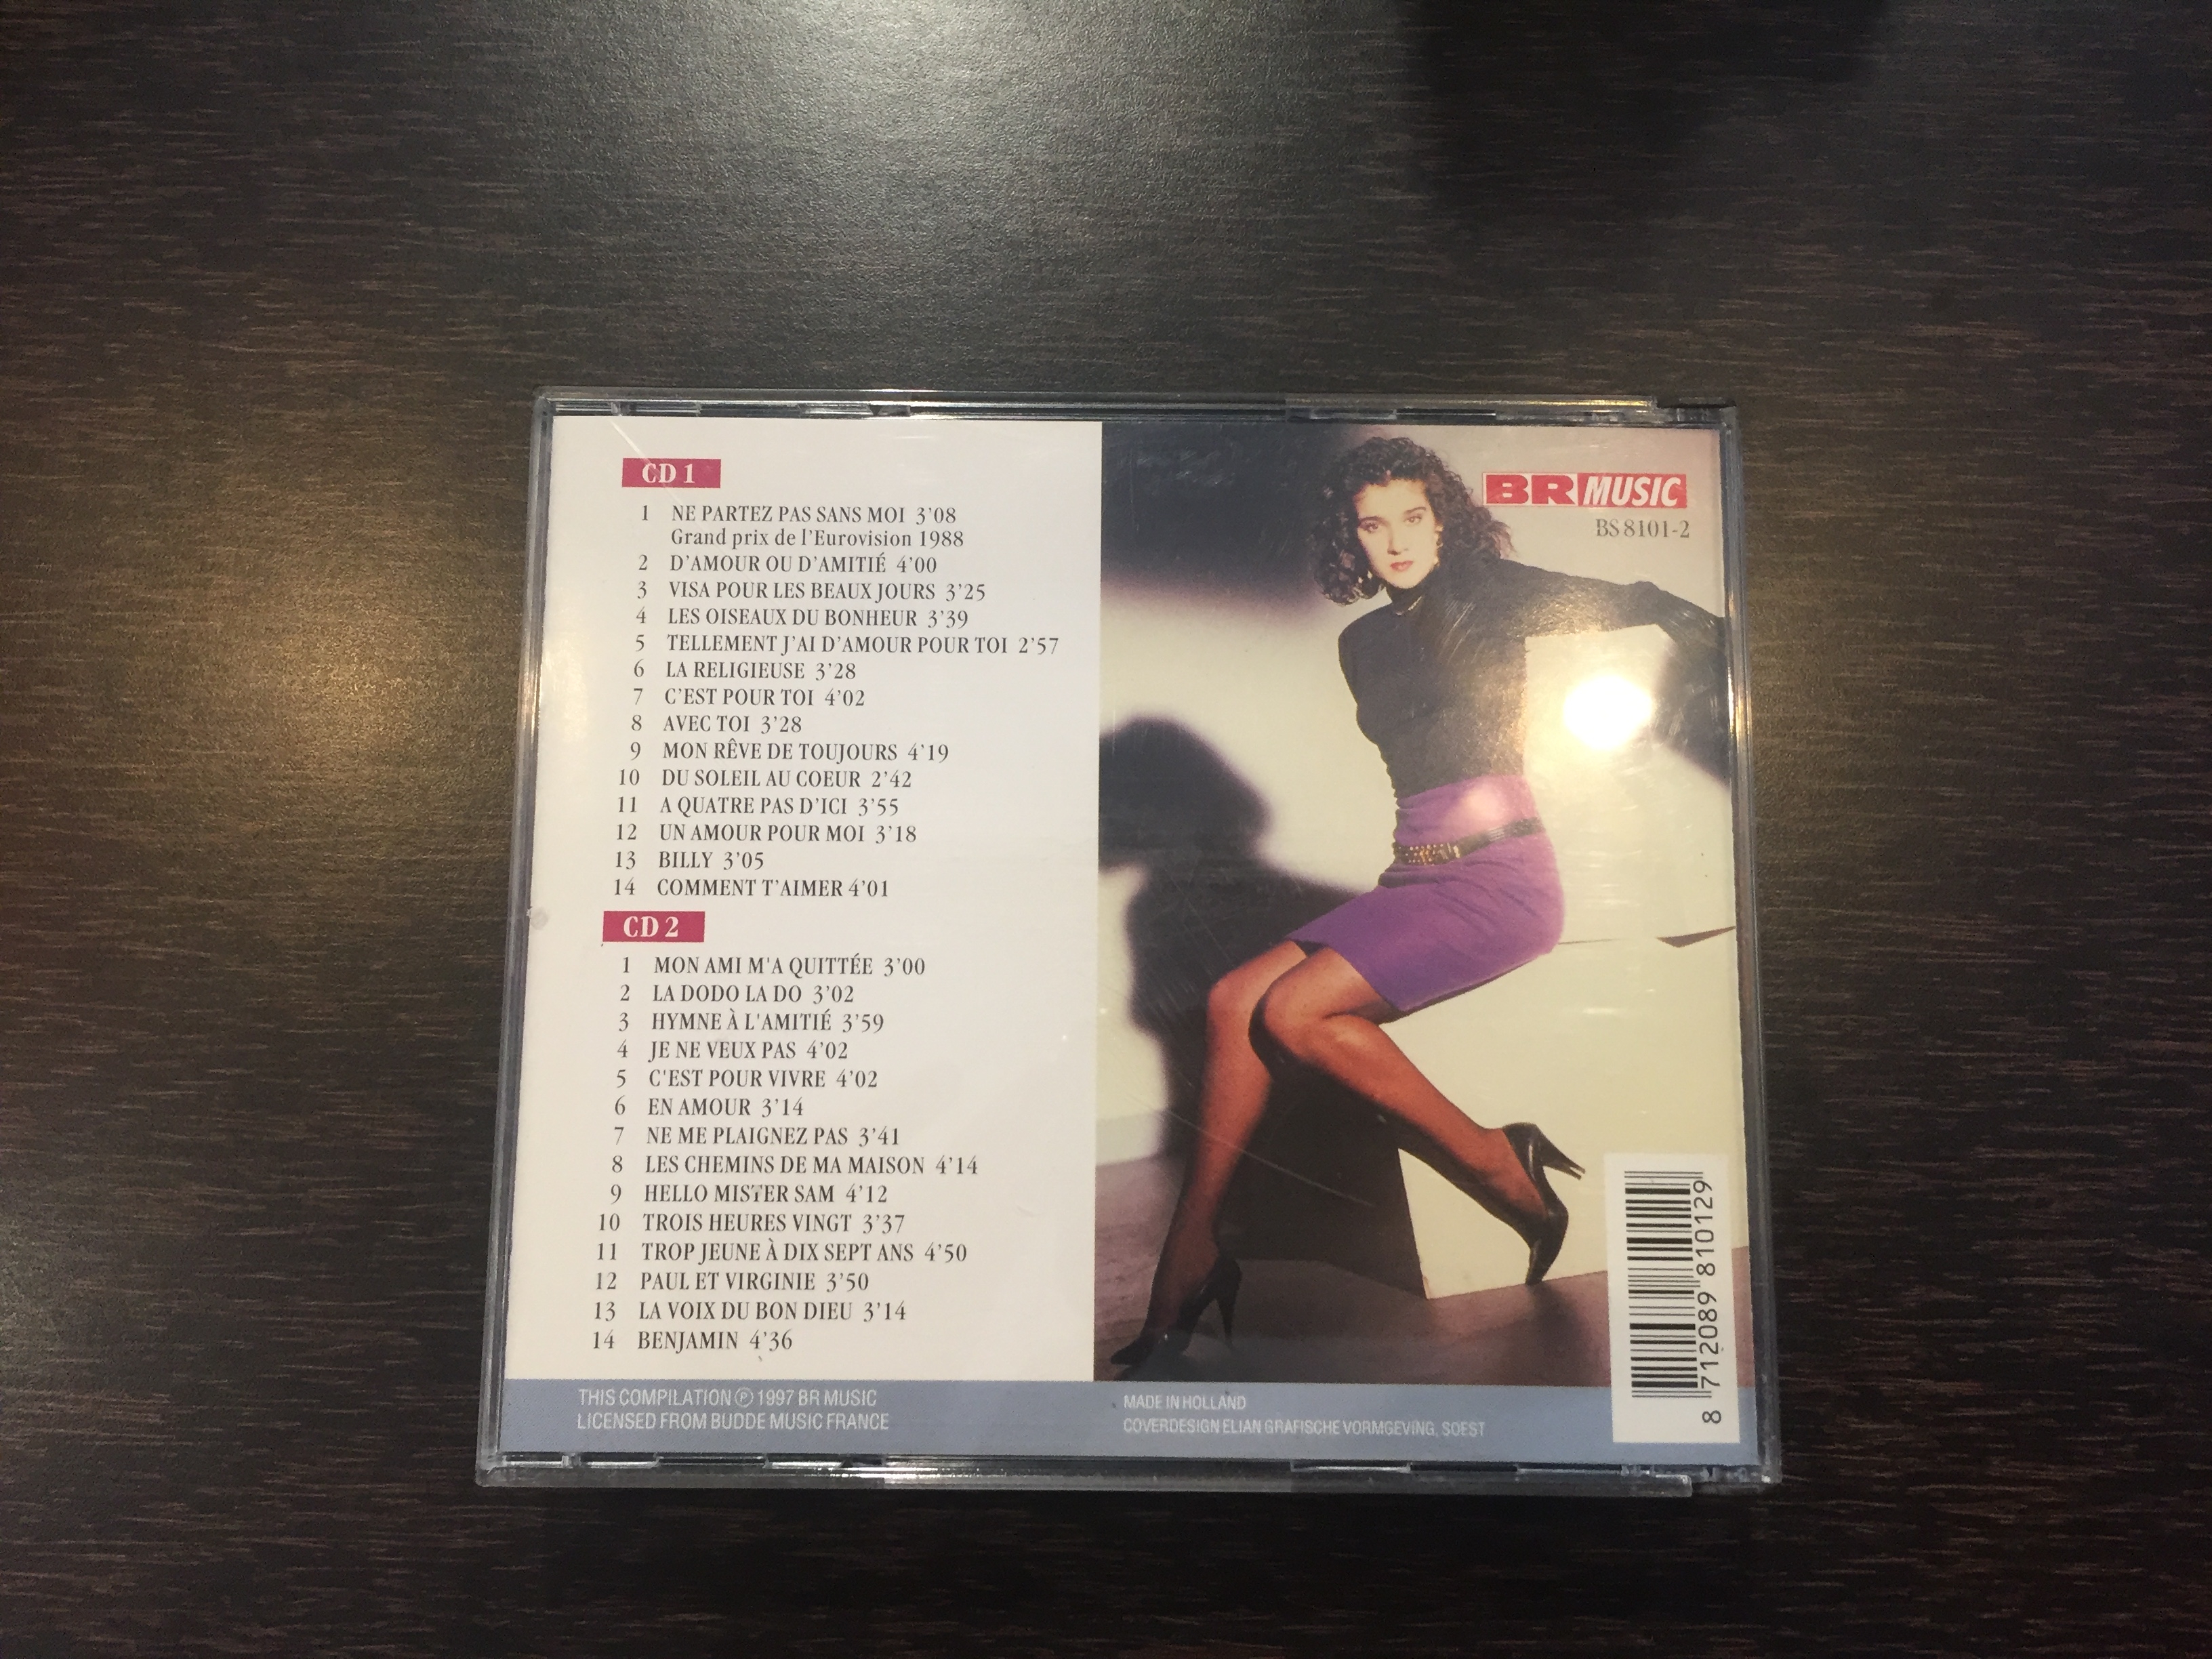 CD 1
1 NE PARTEZ PAS SANS MOI 3'08
Grand prix de l'Eurovision 1988
2 D'AMOUR OU D'AMITIÉ 4'00
3 VISA POUR LES BEAUX JOURS 3'25
4 LES OISEAUX DU BONHEUR 3'39
5 TELLEMENT J'AI D'AMOUR POUR TOI 2'57
6 LA RELIGIEUSE 3'28
7 C'EST POUR TOI 4'02
8 AVEC TOI 3'28
9 MON RÊVE DE TOUJOURS 4'19
10 DU SOLEIL AU COEUR 2'42
11 A QUATRE PAS D'ICI 3'55
12 UN AMOUR POUR MOI 3'18
13 BILLY 3'05
14 COMMENT T'AIMER 4'01
CD 2
1 MON AMI M'A QUITTÉE 3'00
2 LA DODO LA DO 3'02
3 HYMNE À L'AMITIÉ 3'59
4 JE NE VEUX PAS 4'02
5 C'EST POUR VIVRE 4'02
6 EN AMOUR 3'14
7 NE ME PLAIGNEZ PAS 3'41
8 LES CHEMINS DE MA MAISON 4'14
9 HELLO MISTER SAM 4'12
10 TROIS HEURES VINGT 3'37
11 TROP JEUNE À DIX SEPT ANS 4'50
12 PAUL ET VIRGINIE 3'50
13 LA VOIX DU BON DIEU 3'14
14 BENJAMIN 4'36
THIS COMPILATION ℗ 1997 BR MUSIC
LICENSED FROM BUDDE MUSIC FRANCE
BR MUSIC
BS 8101-2
MADE IN HOLLAND
COVERDESIGN ELIAN GRAFISCHE VORMGEVING, SOEST
8 712089 810129